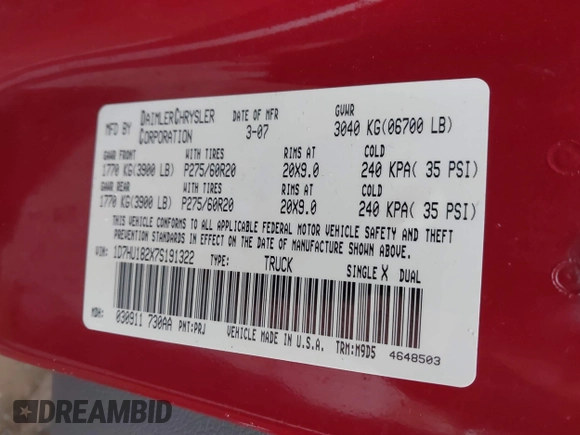 MFD BY DAIMLERCHRYSLER CORPORATION DATE OF MFR 3-07 GVWR 3040 KG(06700 LB)
GAWR FRONT WITH TIRES RIMS AT COLD
1770 KG(3900 LB) P275/60R20 20X9.0 240 KPA( 35 PSI)
GAWR REAR WITH TIRES RIMS AT COLD
1770 KG(3900 LB) P275/60R20 20X9.0 240 KPA( 35 PSI)
THIS VEHICLE CONFORMS TO ALL APPLICABLE FEDERAL MOTOR VEHICLE SAFETY AND THEFT
PREVENTION STANDARDS IN EFFECT ON THE DATE OF MANUFACTURE SHOWN ABOVE.
VIN: 1D7HU182X7S191322 TYPE: TRUCK SINGLE X DUAL
MDH: 030911 730AA PNT:PRJ VEHICLE MADE IN U.S.A. TRM:M9D5 4648503
DREAMBID